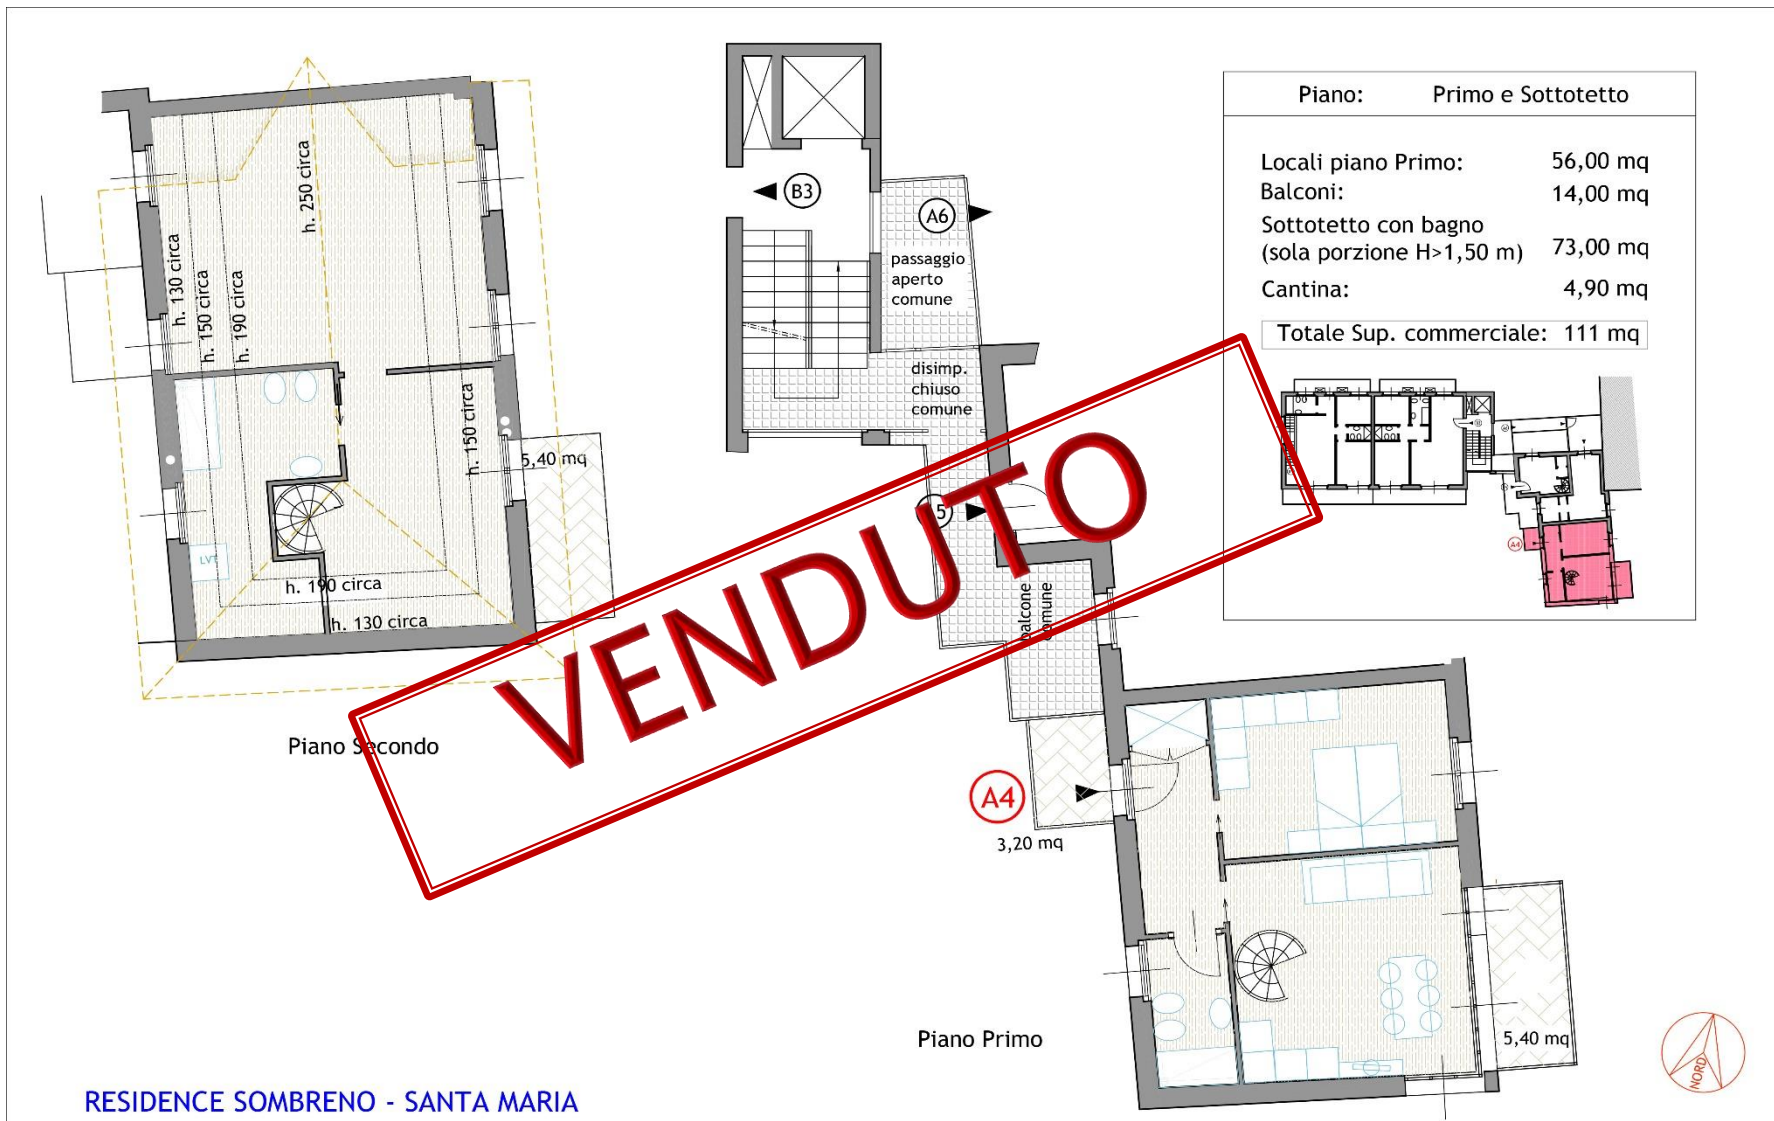 Piano: Primo e Sottotetto
Locali piano Primo: 56,00 mq
Balconi: 14,00 mq
Sottotetto con bagno
(sola porzione H>1,50 m) 73,00 mq
Cantina: 4,90 mq
Totale Sup. commerciale: 111 mq
A4
h. 250 circa
h. 130 circa
h. 150 circa
h. 190 circa
h. 150 circa
5,40 mq
LVT
h. 190 circa
h. 130 circa
Piano Secondo
B3
A6
passaggio
aperto
comune
disimp.
chiuso
comune
5
balcone
comune
VENDUTO
A4
3,20 mq
5,40 mq
Piano Primo
NORD
RESIDENCE SOMBRENO - SANTA MARIA